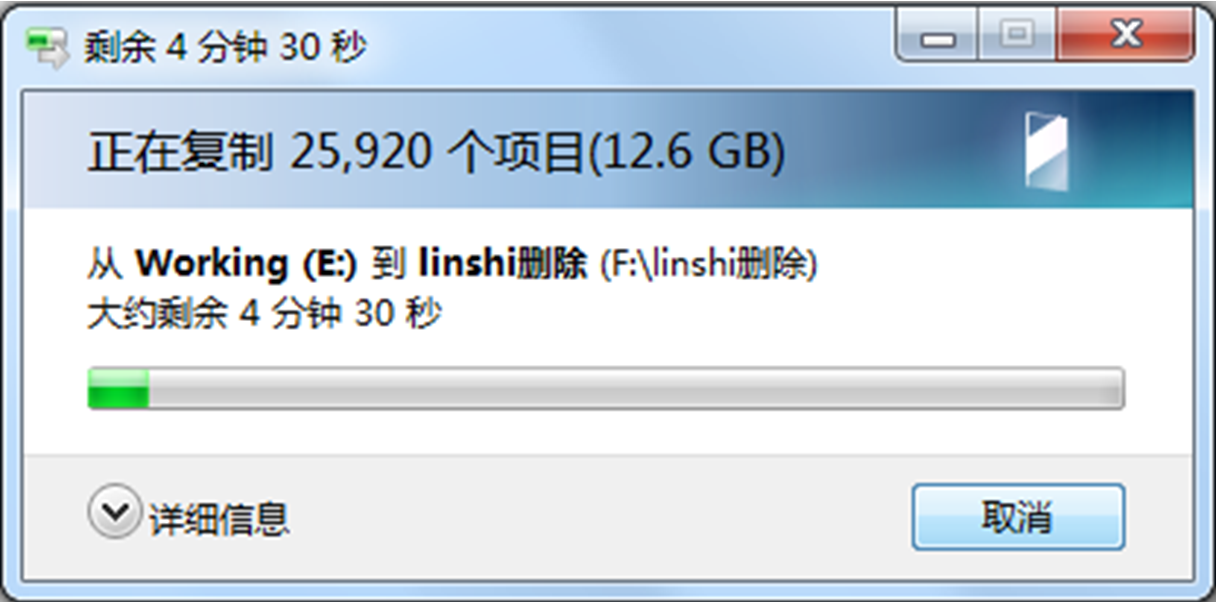 剩余 4 分钟 30 秒
正在复制 25,920 个项目(12.6 GB)
从 Working (E:) 到 linshi删除 (F:\linshi删除)
大约剩余 4 分钟 30 秒
详细信息
取消